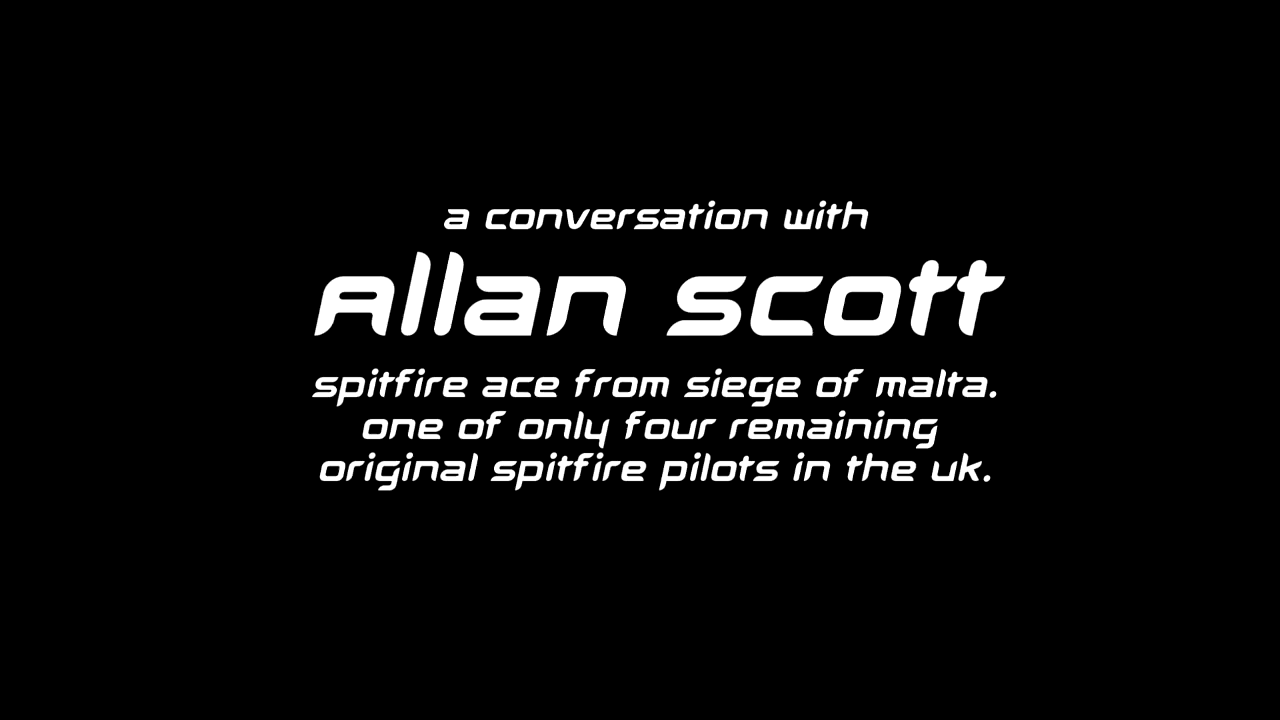 a conversation with
Allan scott
spitfire ace from siege of malta.
one of only four remaining
original spitfire pilots in the uk.